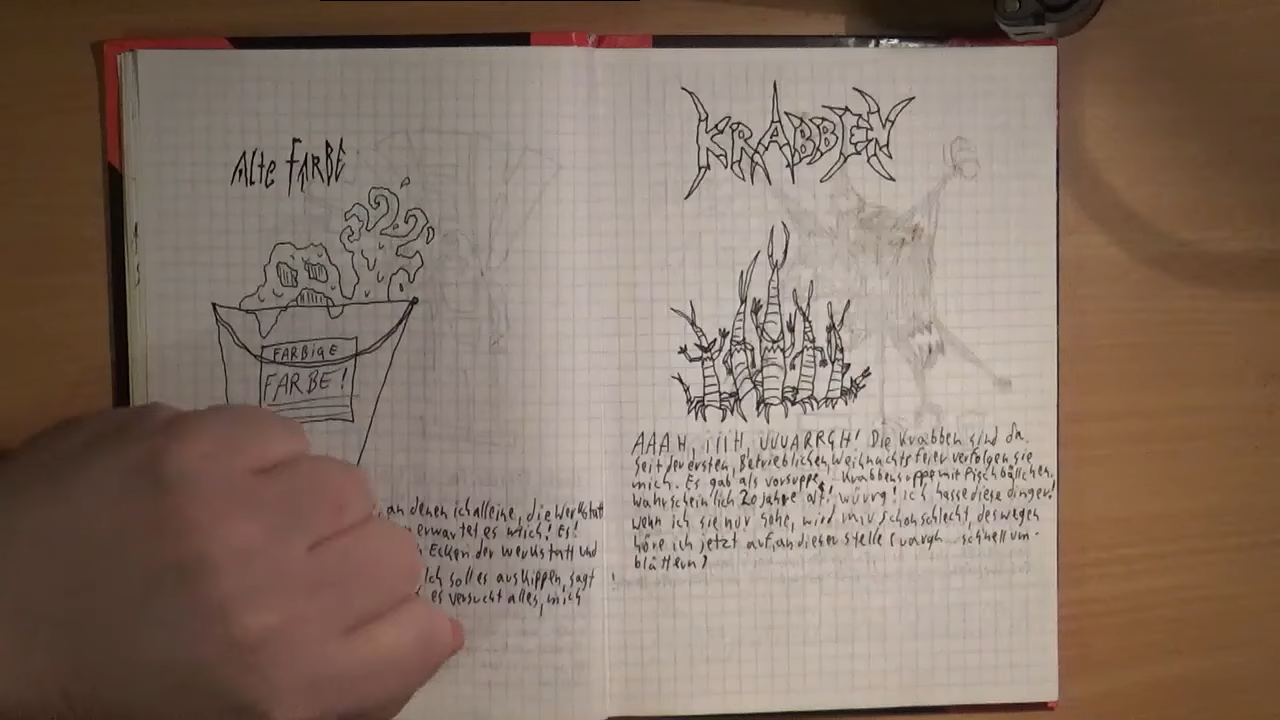 Alte FARBE
FARBIGE
FARBE!
, an denen ich alleine, die Werkstatt
erwartet es mich! Es!
Ecken der Werkstatt und
Ich soll es auskippen, sagt
es versucht alles, mich
KRABBEN
AAAH, iiiH, UUUARRGH! Die Krabben sind da.
Seit der ersten, Betrieblichen Weihnachtsfeier verfolgen sie
mich. Es gab als vorsuppe, Krabbensuppe mit Fischbällchen.
Wahrscheinlich 20 Jahre alt! würrg! ich hasse diese dinger!
wenn ich sie nur sehe, wird mir schon schlecht, deswegen
höre ich jetzt auf, an dieser stelle (uargh schnell um-
blättern)